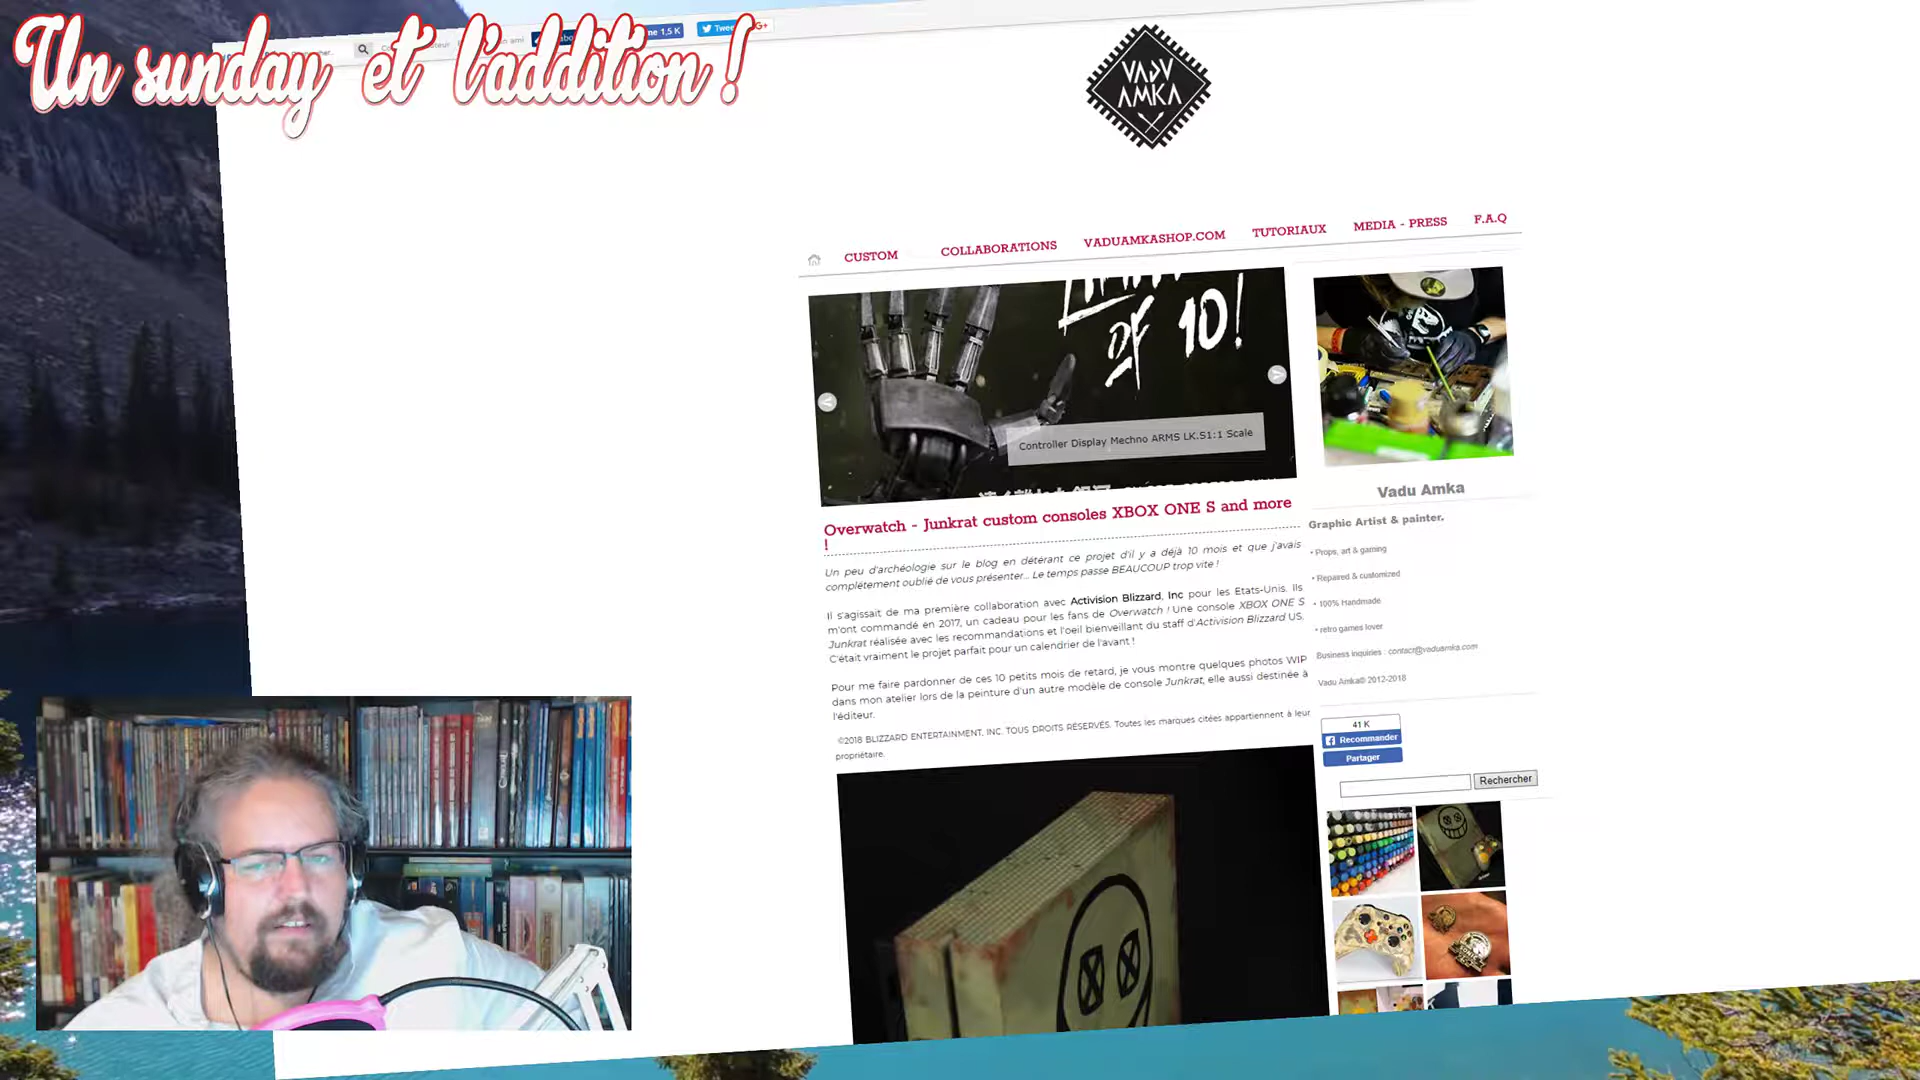 Un sunday et l'addition !
1,5 K
Tweet
G+
VADU
AMKA
CUSTOM
COLLABORATIONS
VADUAMKASHOP.COM
TUTORIAUX
MEDIA - PRESS
F.A.Q
OF 10!
Controller Display Mechno ARMS LK.S1:1 Scale
Overwatch - Junkrat custom consoles XBOX ONE S and more
!
Un peu d'archéologie sur le blog en détérant ce projet d'il y a déjà 10 mois et que j'avais
complétement oublié de vous présenter... Le temps passe BEAUCOUP trop vite !
Il s'agissait de ma première collaboration avec Activision Blizzard, Inc pour les Etats-Unis. Ils
m'ont commandé en 2017, un cadeau pour les fans de Overwatch ! Une console XBOX ONE S
Junkrat réalisée avec les recommandations et l'oeil bienveillant du staff d'Activision Blizzard US.
C'était vraiment le projet parfait pour un calendrier de l'avant !
Pour me faire pardonner de ces 10 petits mois de retard, je vous montre quelques photos WIP
dans mon atelier lors de la peinture d'un autre modèle de console Junkrat, elle aussi destinée à
l'éditeur.
©2018 BLIZZARD ENTERTAINMENT, INC. TOUS DROITS RÉSERVÉS. Toutes les marques citées appartiennent à leur
propriétaire.
Vadu Amka
Graphic Artist & painter.
• Props, art & gaming
• Repaired & customized
• 100% Handmade
• retro games lover
Business inquiries : contact@vaduamka.com
Vadu Amka© 2012-2018
41 K
Recommander
Partager
Rechercher